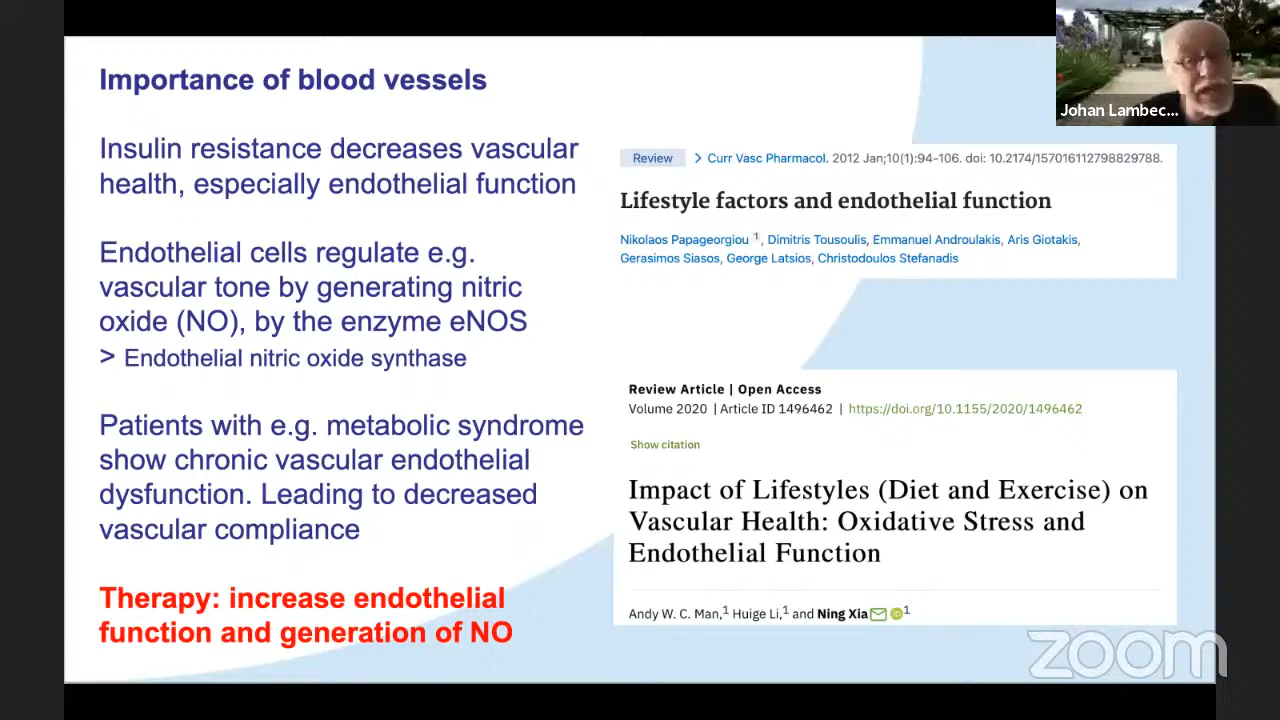 Importance of blood vessels
Insulin resistance decreases vascular
health, especially endothelial function
Endothelial cells regulate e.g.
vascular tone by generating nitric
oxide (NO), by the enzyme eNOS
> Endothelial nitric oxide synthase
Patients with e.g. metabolic syndrome
show chronic vascular endothelial
dysfunction. Leading to decreased
vascular compliance
Therapy: increase endothelial
function and generation of NO
Review > Curr Vasc Pharmacol. 2012 Jan;10(1):94-106. doi: 10.2174/157016112798829788.
Lifestyle factors and endothelial function
Nikolaos Papageorgiou 1, Dimitris Tousoulis, Emmanuel Androulakis, Aris Giotakis,
Gerasimos Siasos, George Latsios, Christodoulos Stefanadis
Review Article | Open Access
Volume 2020 | Article ID 1496462 | https://doi.org/10.1155/2020/1496462
Show citation
Impact of Lifestyles (Diet and Exercise) on
Vascular Health: Oxidative Stress and
Endothelial Function
Andy W. C. Man,1 Huige Li,1 and Ning Xia iD 1
Johan Lambec...
zoom